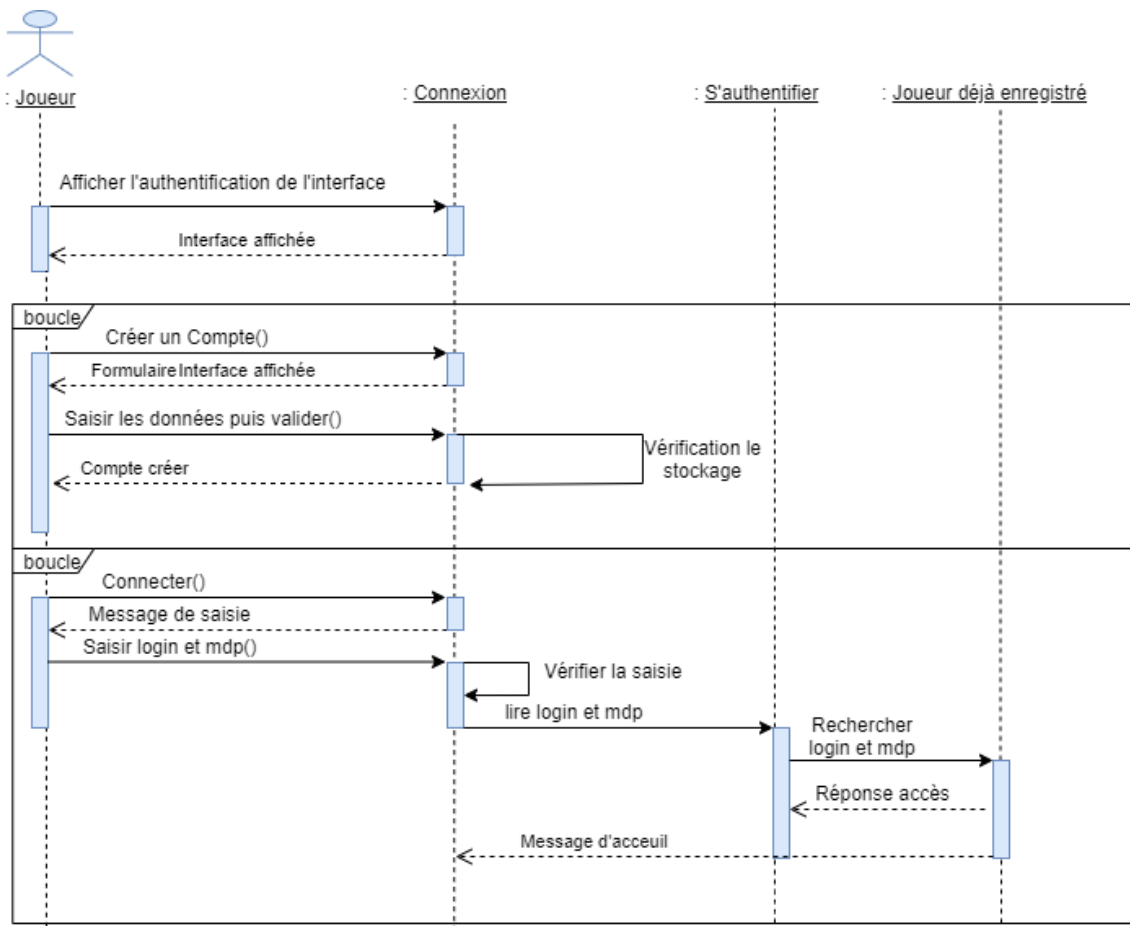 : Joueur
: Connexion
: S'authentifier
: Joueur déjà enregistré
Afficher l'authentification de l'interface
Interface affichée
boucle
Créer un Compte()
Formulaire Interface affichée
Saisir les données puis valider()
Vérification le
stockage
Compte créer
boucle
Connecter()
Message de saisie
Saisir login et mdp()
Vérifier la saisie
lire login et mdp
Rechercher
login et mdp
Réponse accès
Message d'acceuil